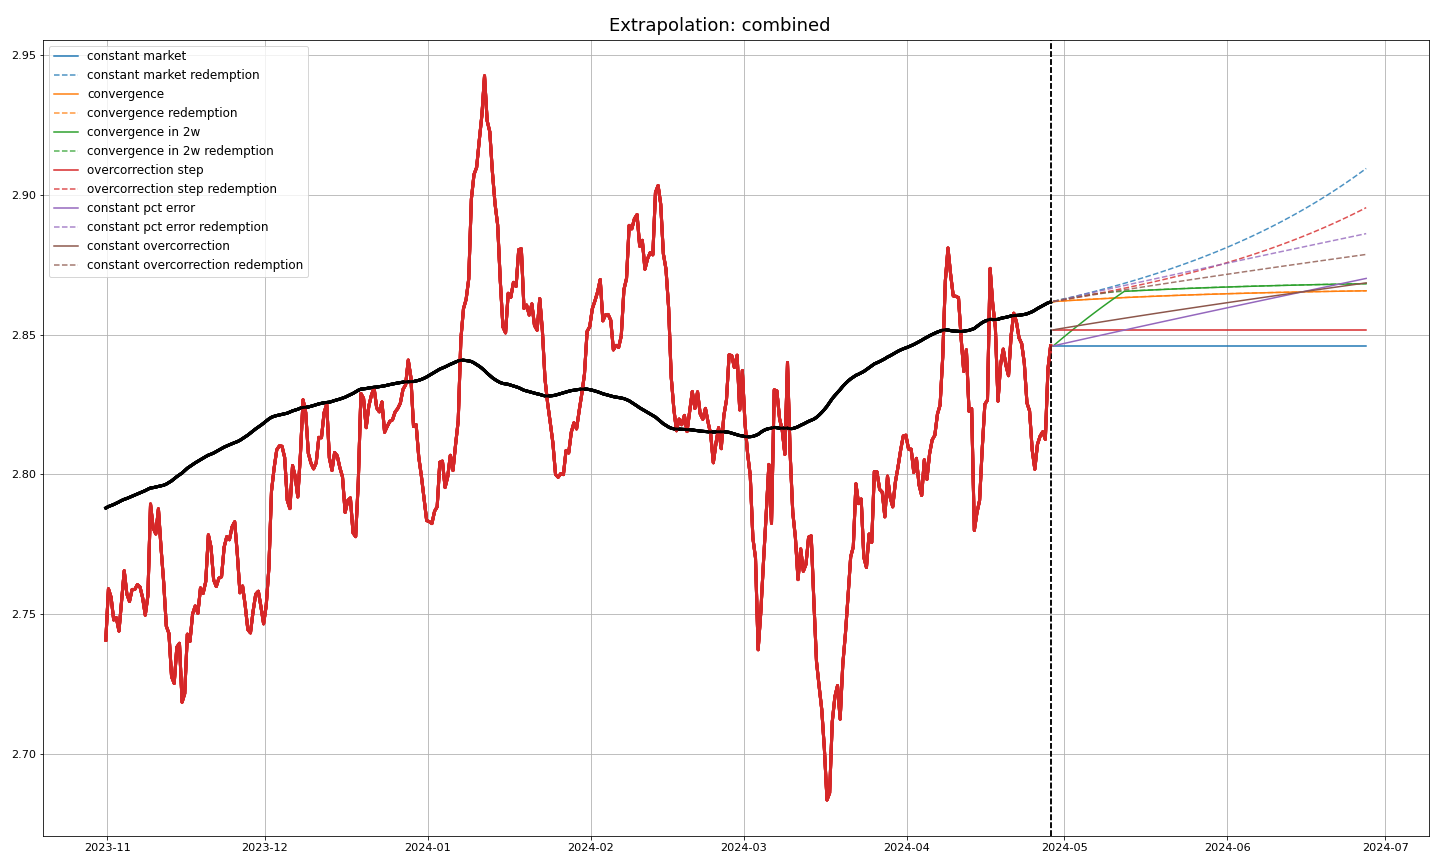 Extrapolation: combined
2.95
2.90
2.85
2.80
2.75
2.70
constant market
constant market redemption
convergence
convergence redemption
convergence in 2w
convergence in 2w redemption
overcorrection step
overcorrection step redemption
constant pct error
constant pct error redemption
constant overcorrection
constant overcorrection redemption
2023-11 2023-12 2024-01 2024-02 2024-03 2024-04 2024-05 2024-06 2024-07